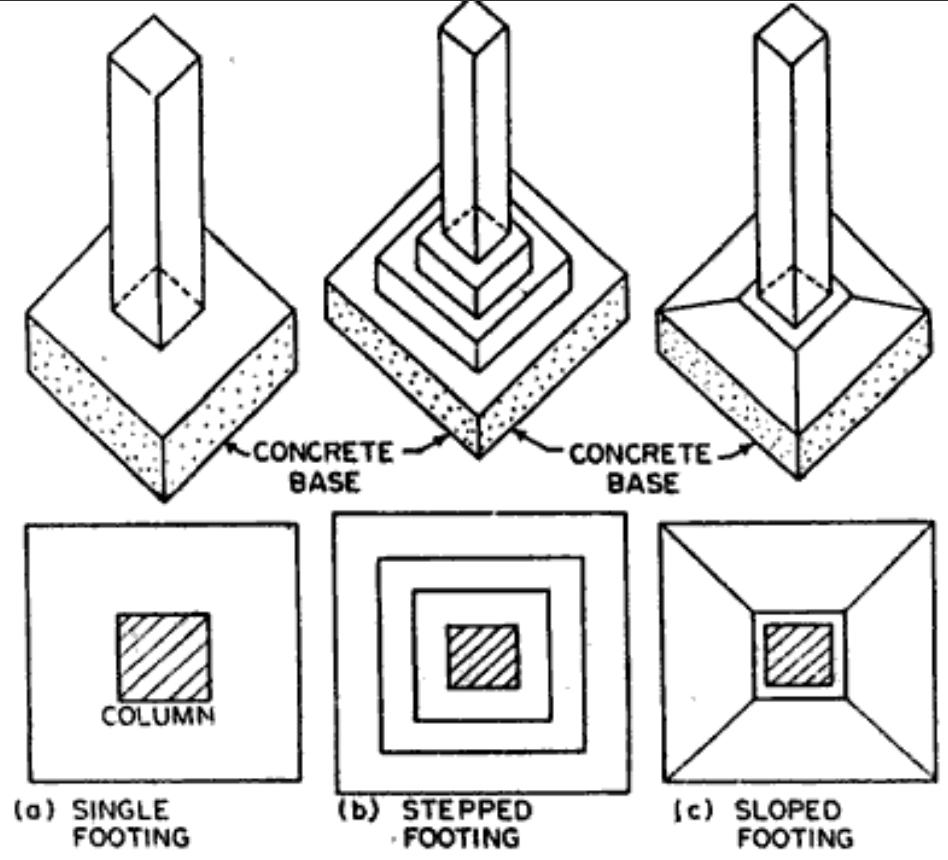 CONCRETE
BASE
CONCRETE
BASE
COLUMN
(a) SINGLE
FOOTING
(b) STEPPED
FOOTING
(c) SLOPED
FOOTING